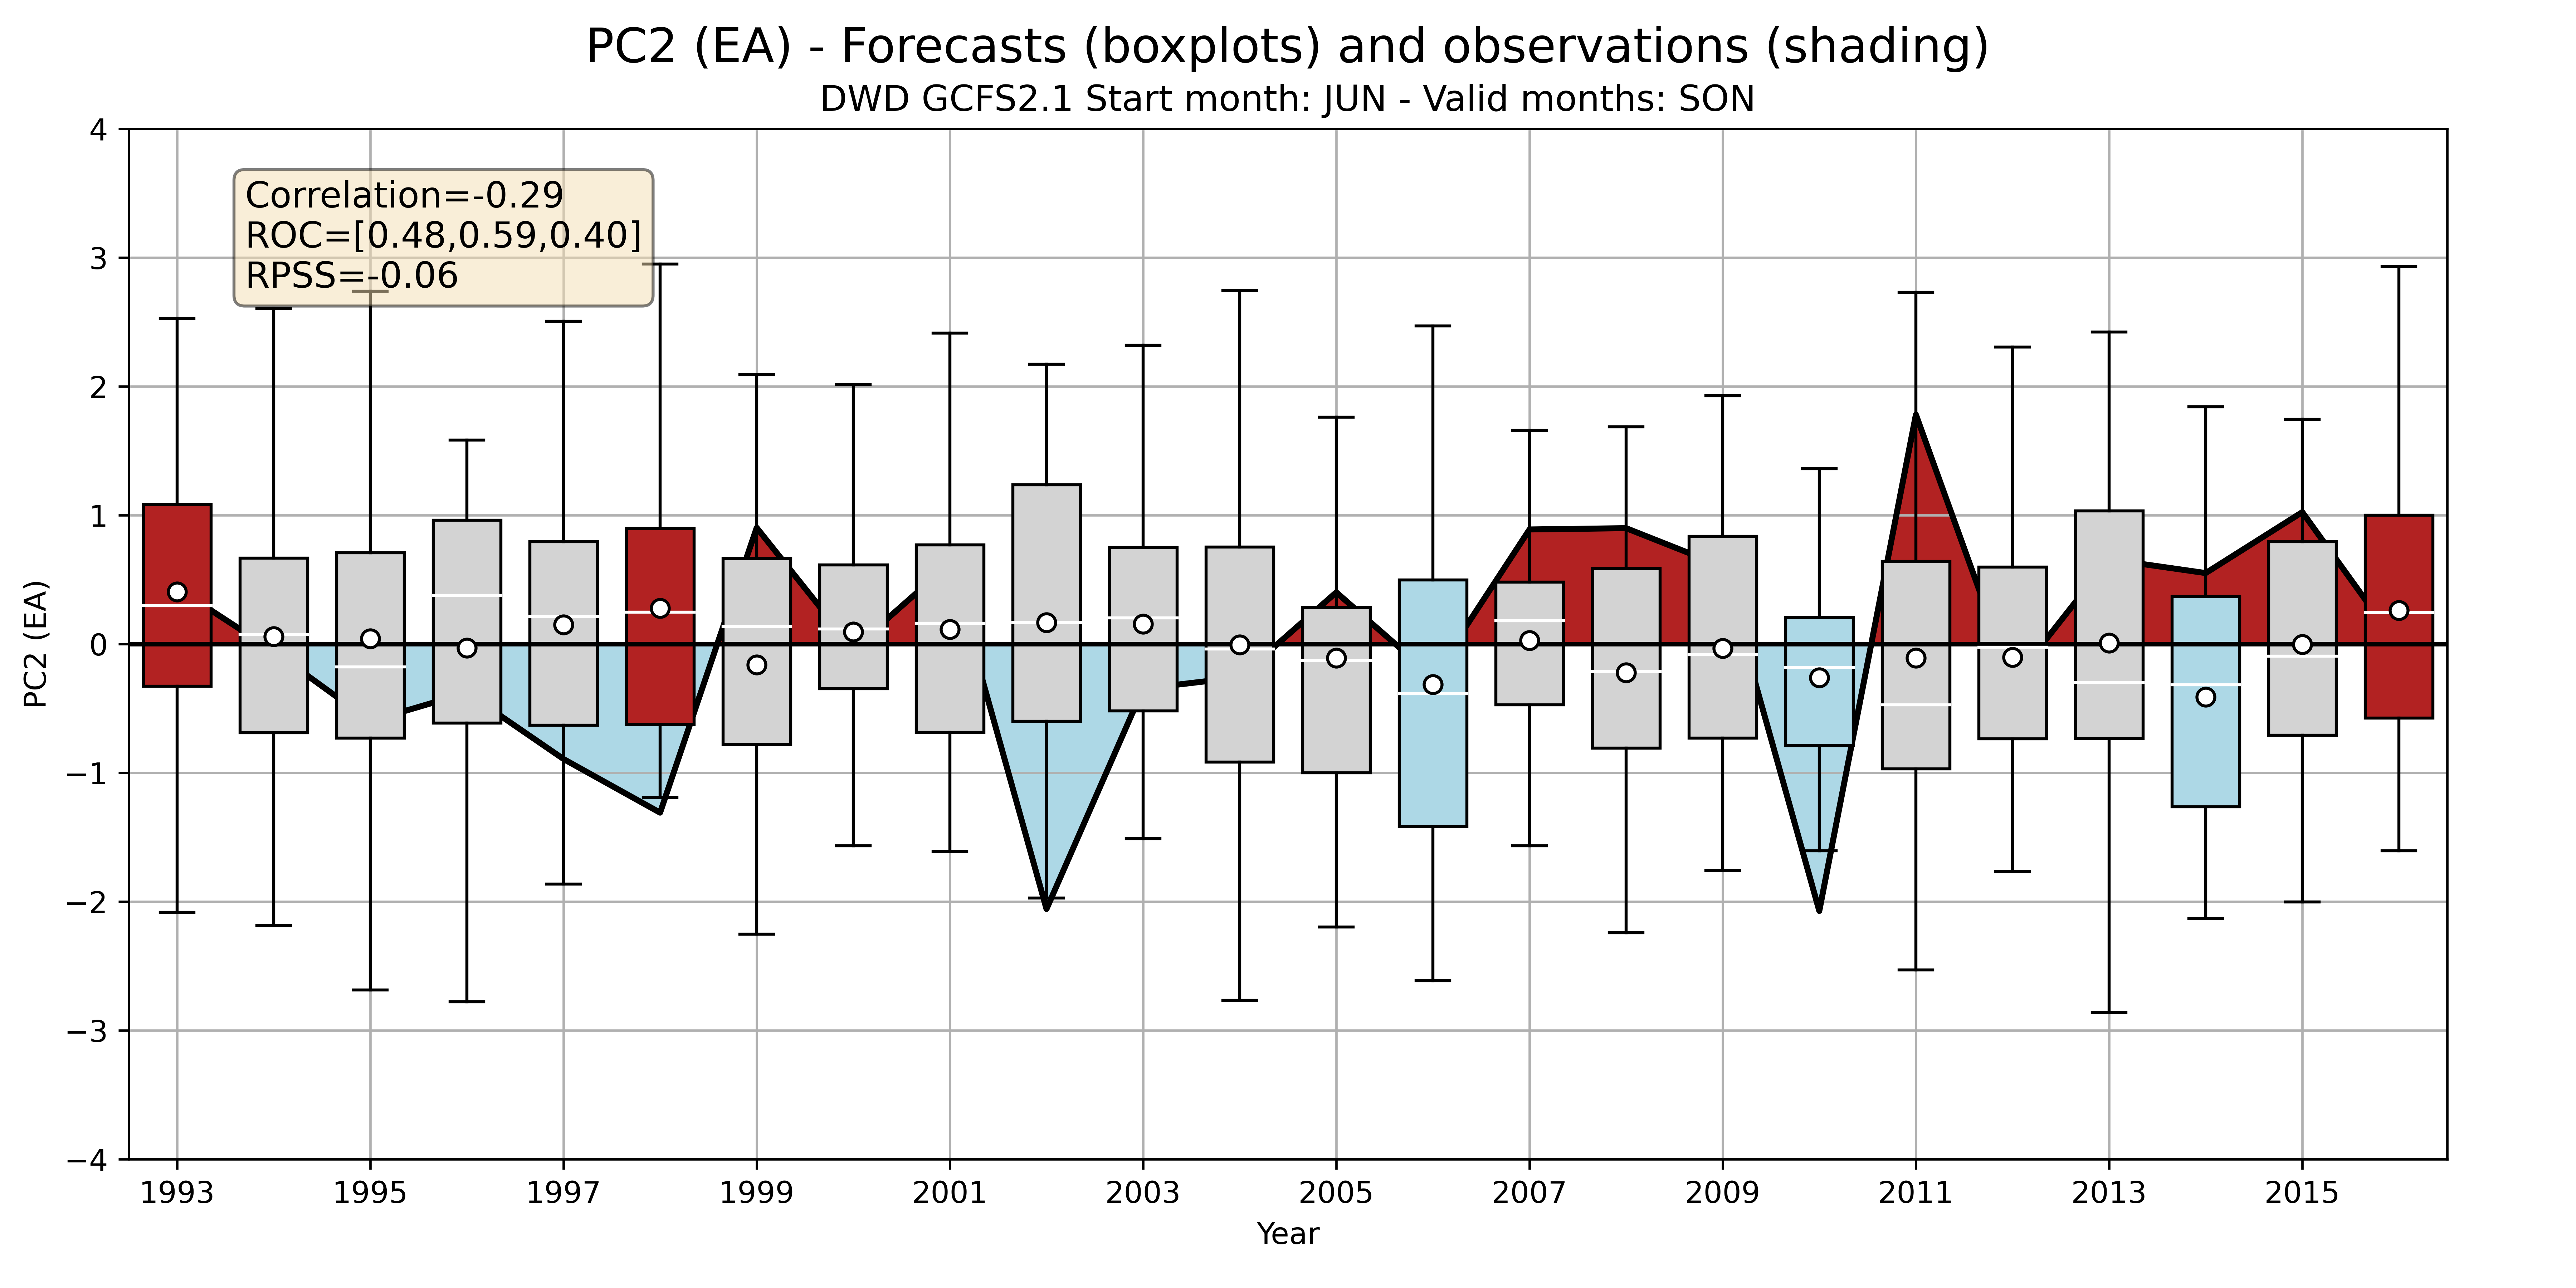 PC2 (EA) - Forecasts (boxplots) and observations (shading)
DWD GCFS2.1 Start month: JUN - Valid months: SON
Correlation=-0.29
ROC=[0.48,0.59,0.40]
RPSS=-0.06
PC2 (EA)
4
3
2
1
0
−1
−2
−3
−4
1993 1995 1997 1999 2001 2003 2005 2007 2009 2011 2013 2015
Year